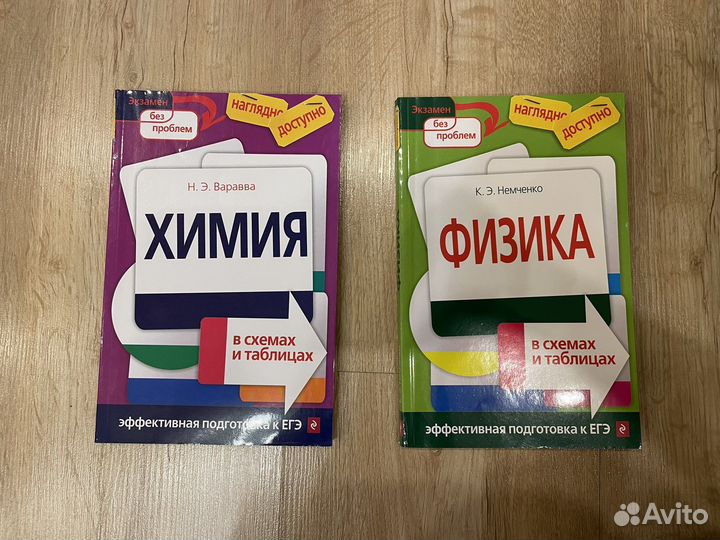 Экзамен
без
проблем
наглядно
доступно
Н. Э. Варавва
ХИМИЯ
в схемах
и таблицах
эффективная подготовка к ЕГЭ
Экзамен
без
проблем
наглядно
доступно
К. Э. Немченко
ФИЗИКА
в схемах
и таблицах
эффективная подготовка к ЕГЭ
Avito